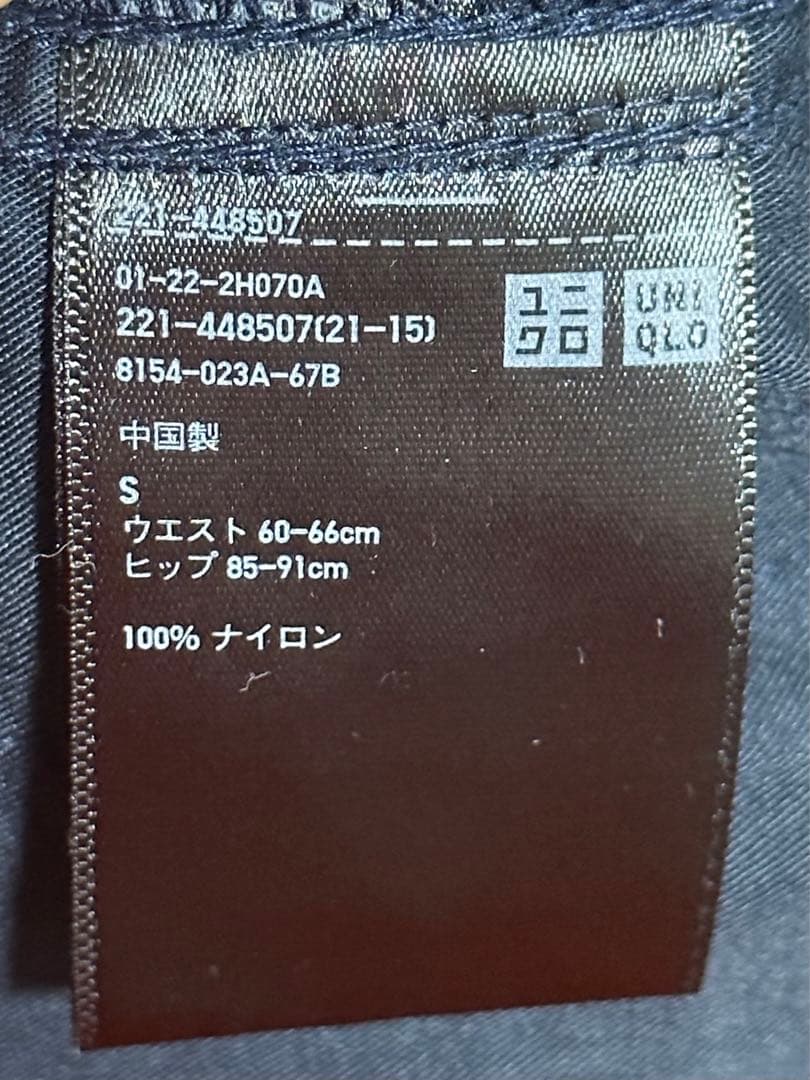 221-448507
01-22-2H070A
221-448507(21-15)
8154-023A-67B
ユニ
クロ
UNI
QLO
中国製
S
ウエスト 60-66cm
ヒップ 85-91cm
100% ナイロン